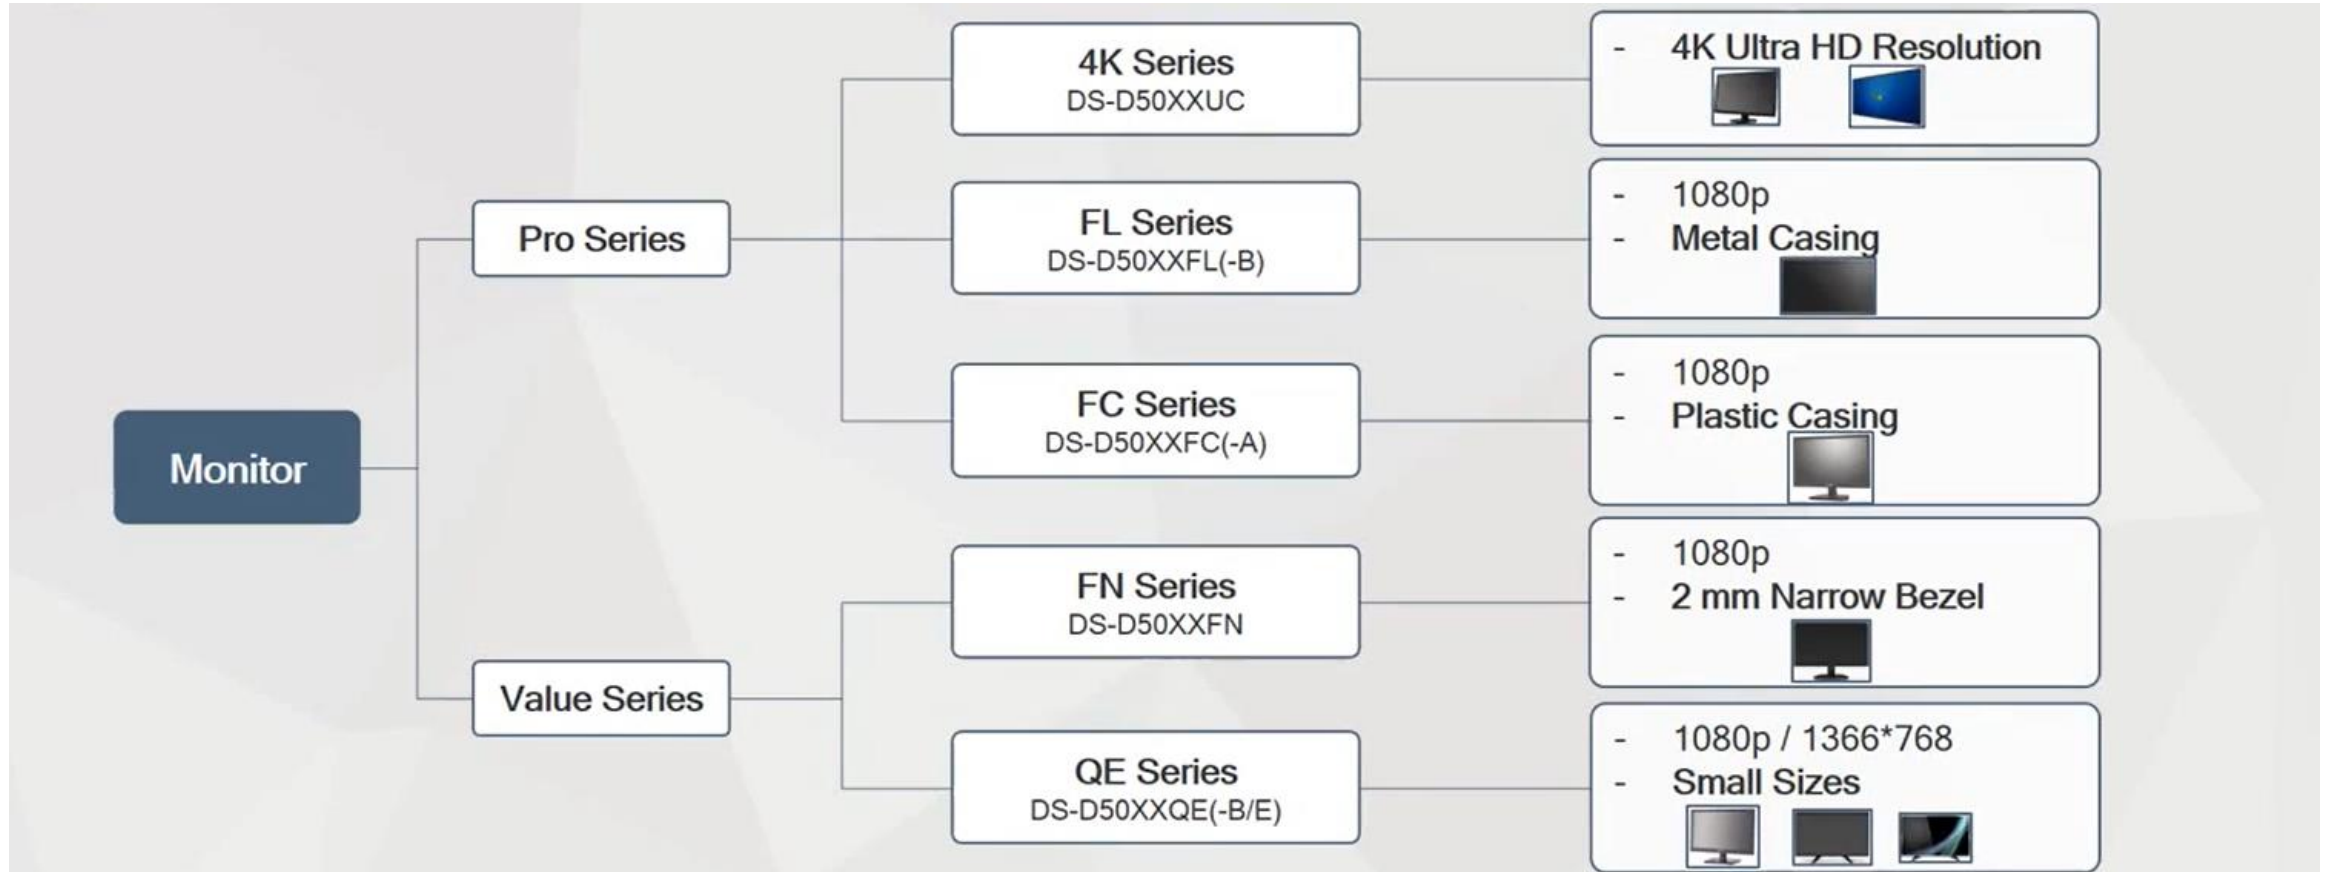 Monitor
Pro Series
Value Series
4K Series
DS-D50XXUC
FL Series
DS-D50XXFL(-B)
FC Series
DS-D50XXFC(-A)
FN Series
DS-D50XXFN
QE Series
DS-D50XXQE(-B/E)
- 4K Ultra HD Resolution
- 1080p
- Metal Casing
- 1080p
- Plastic Casing
- 1080p
- 2 mm Narrow Bezel
- 1080p / 1366*768
- Small Sizes